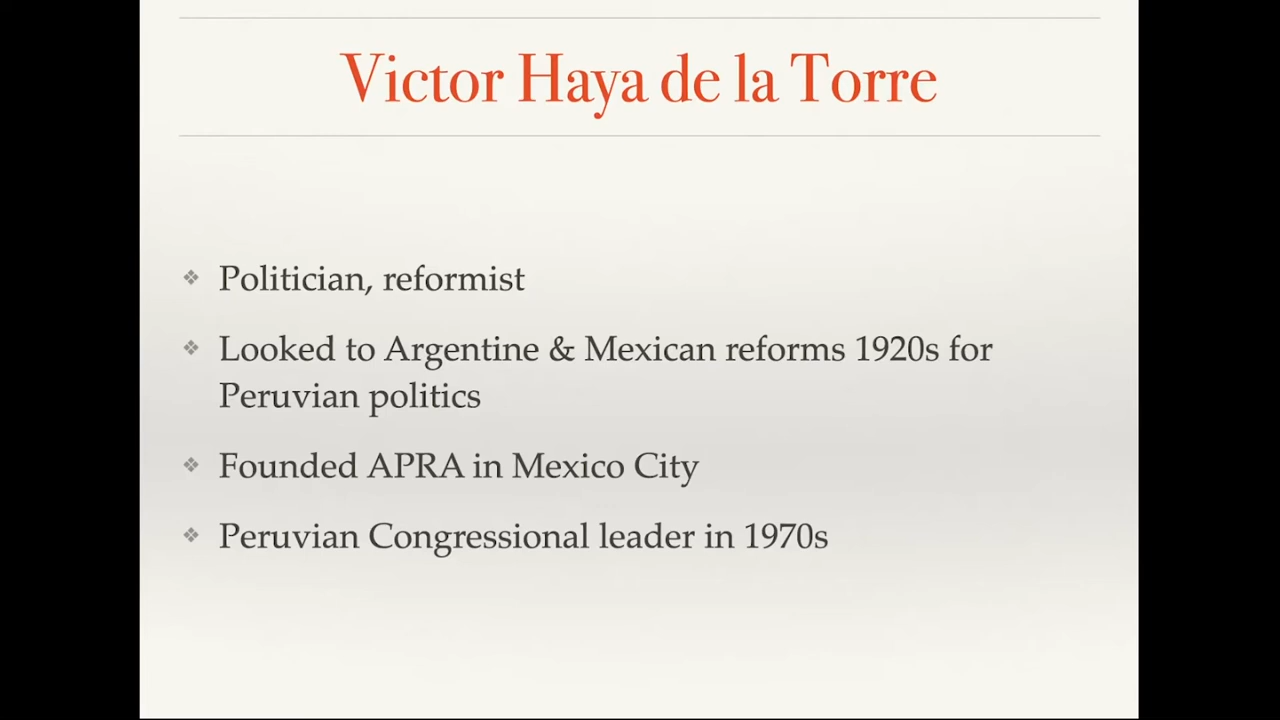 Victor Haya de la Torre
❖ Politician, reformist
❖ Looked to Argentine & Mexican reforms 1920s for
Peruvian politics
❖ Founded APRA in Mexico City
❖ Peruvian Congressional leader in 1970s